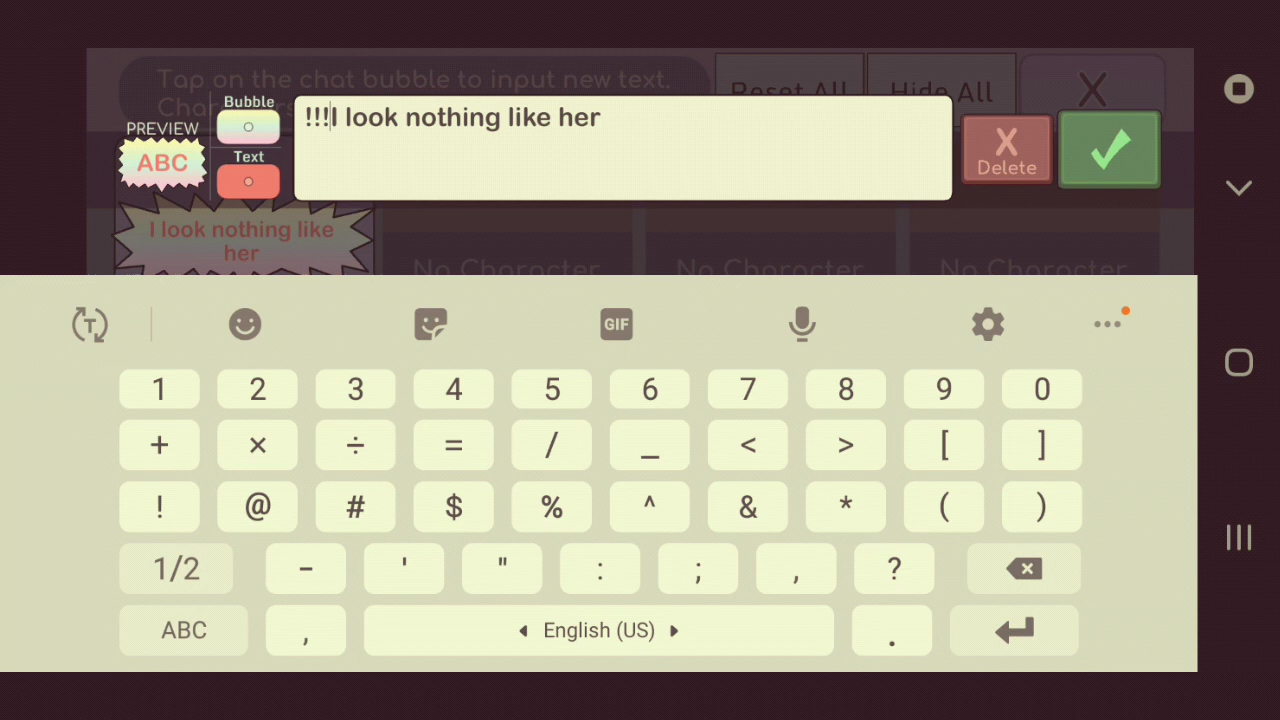 Tap on the chat bubble to input new text.
Reset All
Hide All
X
Bubble
PREVIEW
ABC
Text
!!!I look nothing like her
X
Delete
I look nothing like
her
No Character
No Character
No Character
T
GIF
1 2 3 4 5 6 7 8 9 0
+ × ÷ = / _ < > [ ]
! @ # $ % ^ & * ( )
1/2 - ' " : ; , ?
ABC , English (US) .